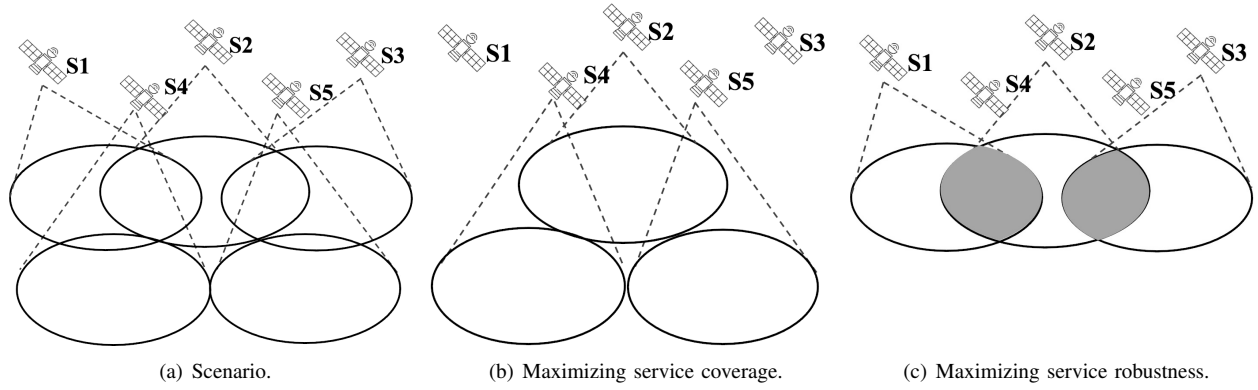 S1
S2
S3
S4
S5
(a) Scenario.
S1
S2
S3
S4
S5
(b) Maximizing service coverage.
S1
S2
S3
S4
S5
(c) Maximizing service robustness.